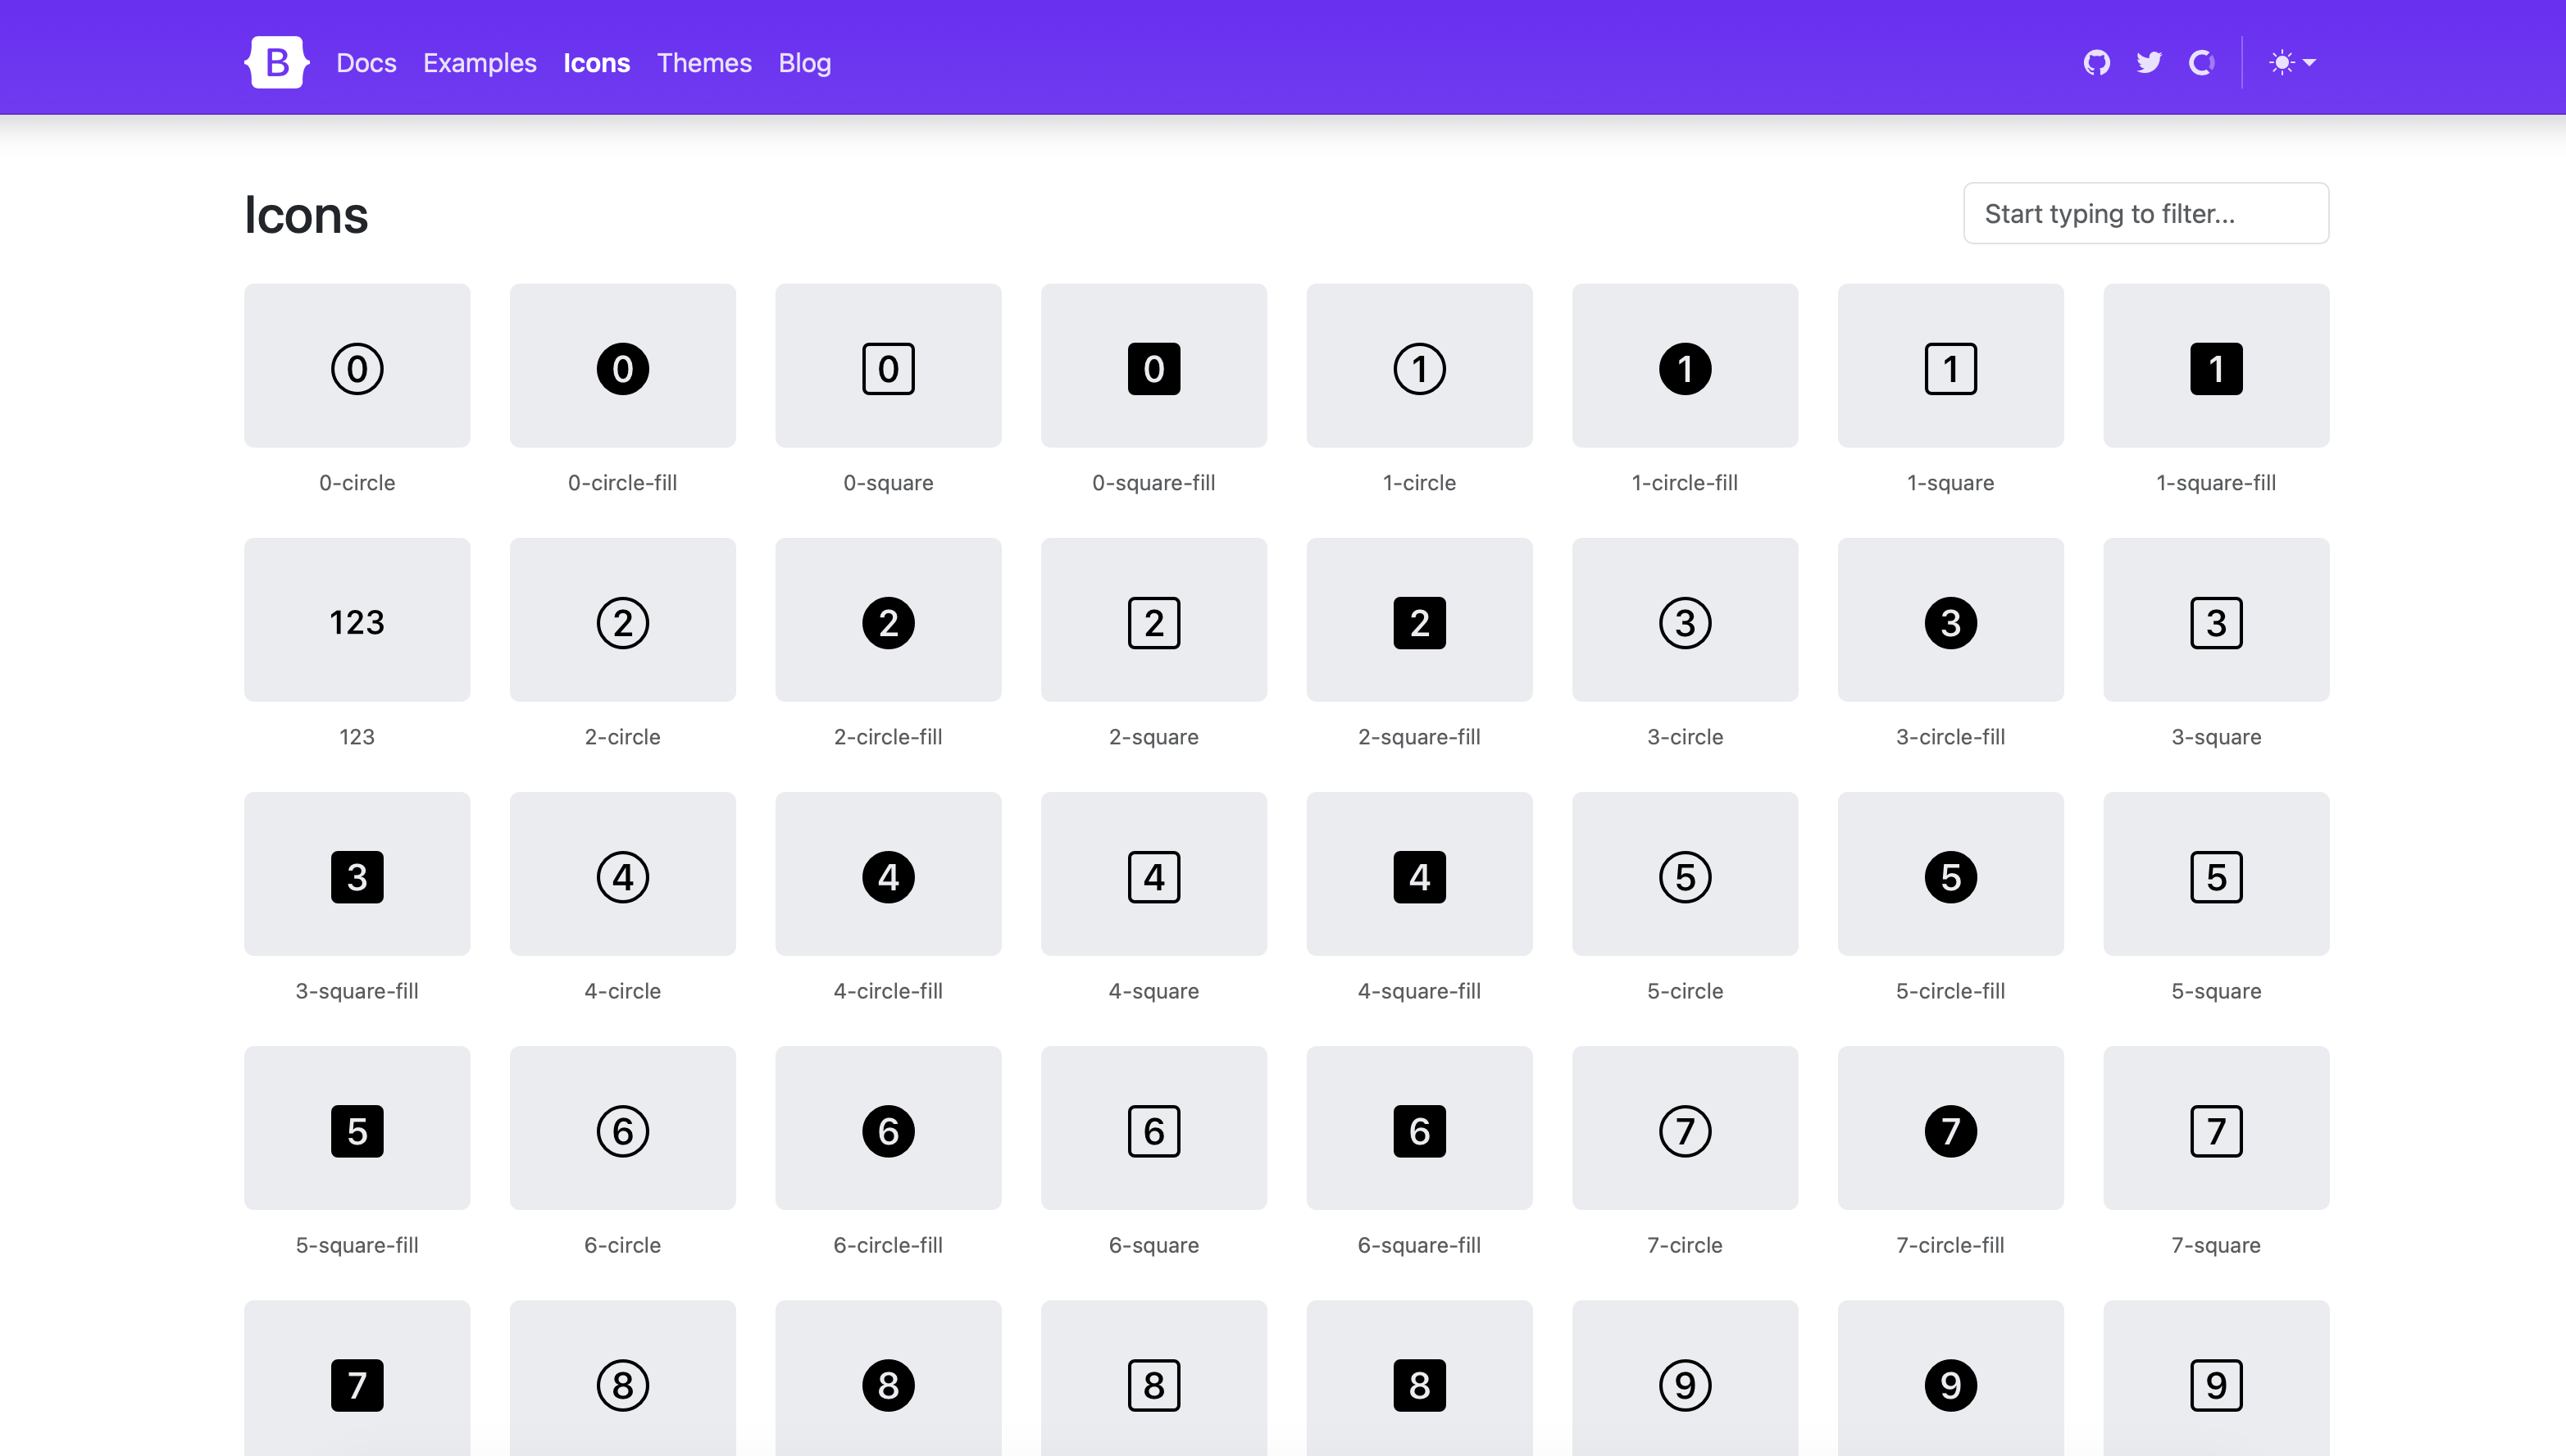 B Docs Examples Icons Themes Blog
Icons
Start typing to filter...
0 0 0 0 1 1 1 1
0-circle 0-circle-fill 0-square 0-square-fill 1-circle 1-circle-fill 1-square 1-square-fill
123 2 2 2 2 3 3 3
123 2-circle 2-circle-fill 2-square 2-square-fill 3-circle 3-circle-fill 3-square
3 4 4 4 4 5 5 5
3-square-fill 4-circle 4-circle-fill 4-square 4-square-fill 5-circle 5-circle-fill 5-square
5 6 6 6 6 7 7 7
5-square-fill 6-circle 6-circle-fill 6-square 6-square-fill 7-circle 7-circle-fill 7-square
7 8 8 8 8 9 9 9